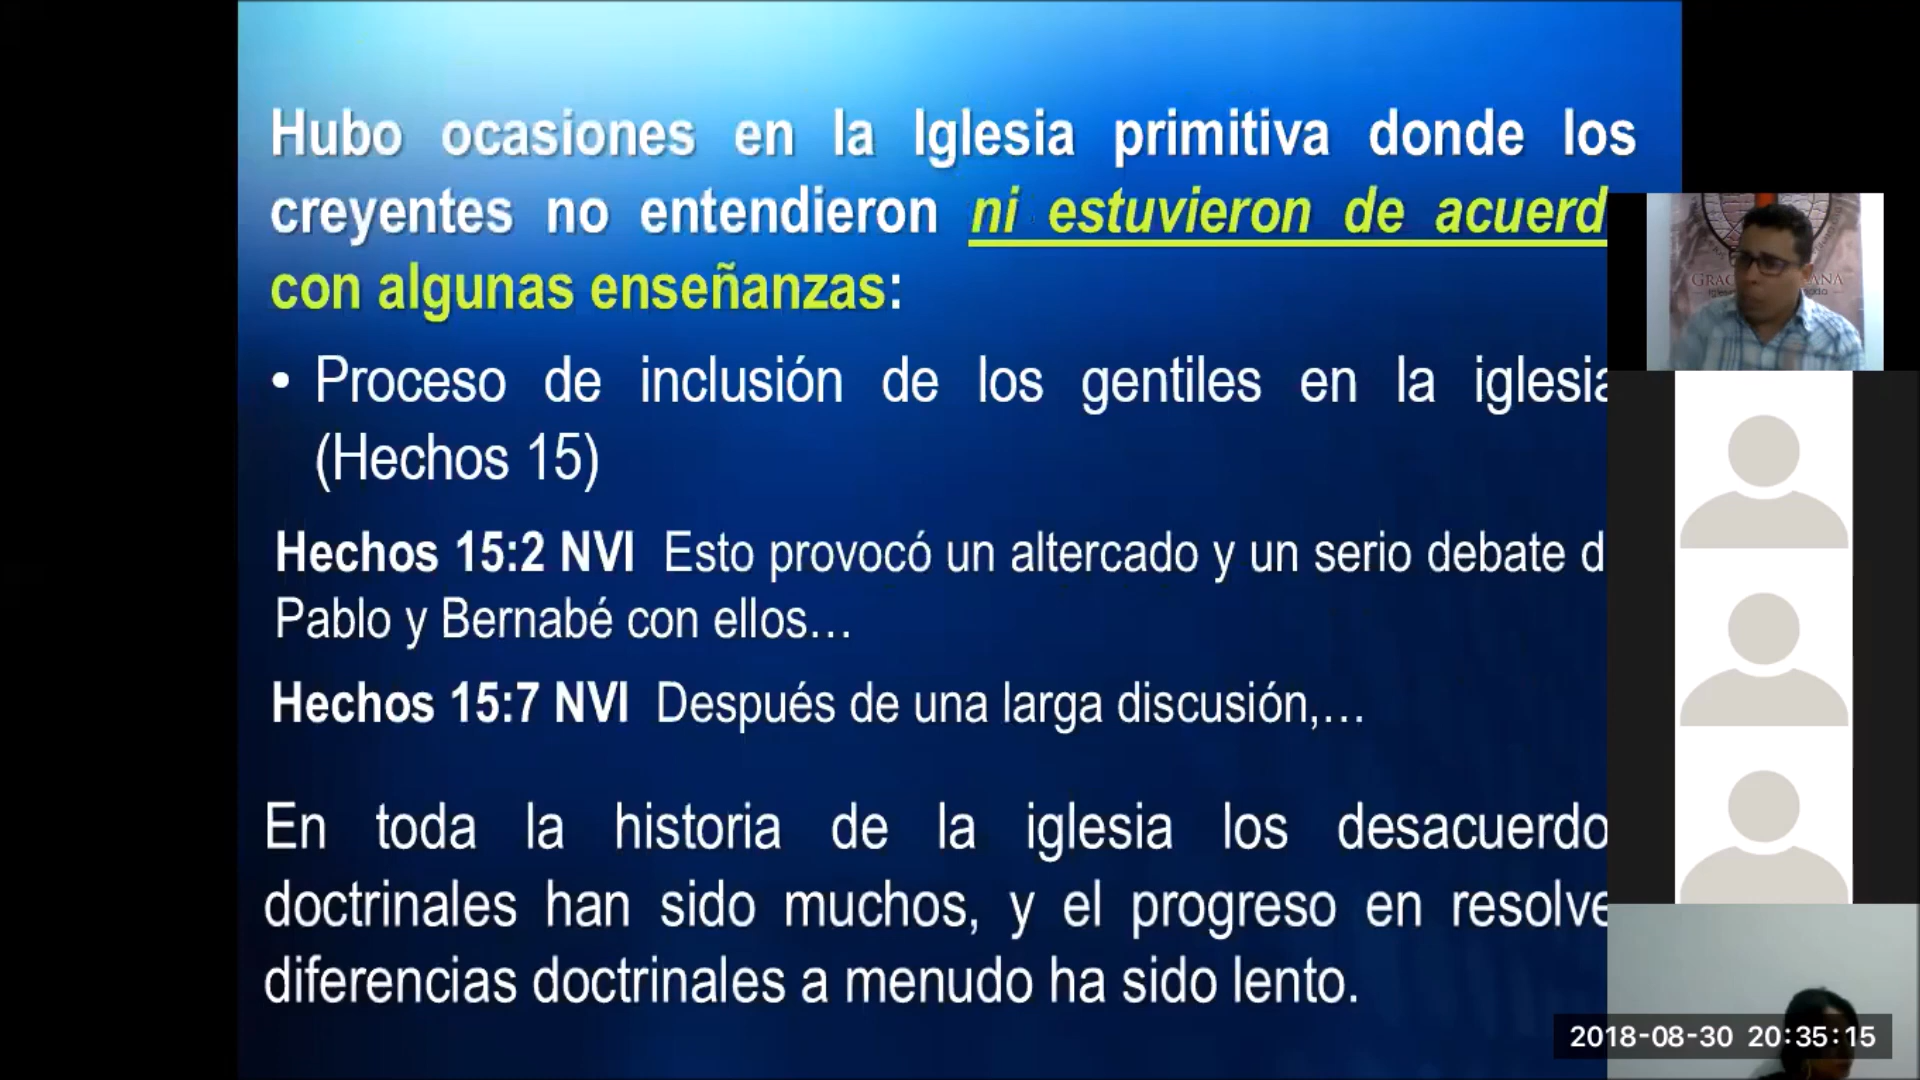 Hubo ocasiones en la Iglesia primitiva donde los
creyentes no entendieron ni estuvieron de acuerd
con algunas enseñanzas:
• Proceso de inclusión de los gentiles en la iglesia
(Hechos 15)
Hechos 15:2 NVI Esto provocó un altercado y un serio debate d
Pablo y Bernabé con ellos…
Hechos 15:7 NVI Después de una larga discusión,…
En toda la historia de la iglesia los desacuerdo
doctrinales han sido muchos, y el progreso en resolve
diferencias doctrinales a menudo ha sido lento.
GRAC ANA
2018-08-30 20:35:15